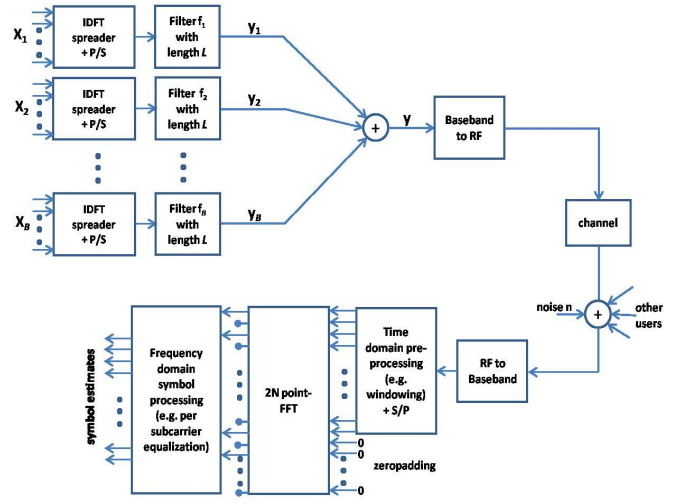 X1
IDFT
spreader
+ P/S
Filter f1
with
length L
y1
X2
IDFT
spreader
+ P/S
Filter f2
with
length L
y2
+
y
Baseband
to RF
XB
IDFT
spreader
+ P/S
Filter fB
with
length L
yB
channel
noise n
+
other
users
RF to
Baseband
Time
domain pre-
processing
(e.g.
windowing)
+ S/P
2N point-
FFT
Frequency
domain
symbol
processing
(e.g. per
subcarrier
equalization)
symbol estimates
0
0
zeropadding
0